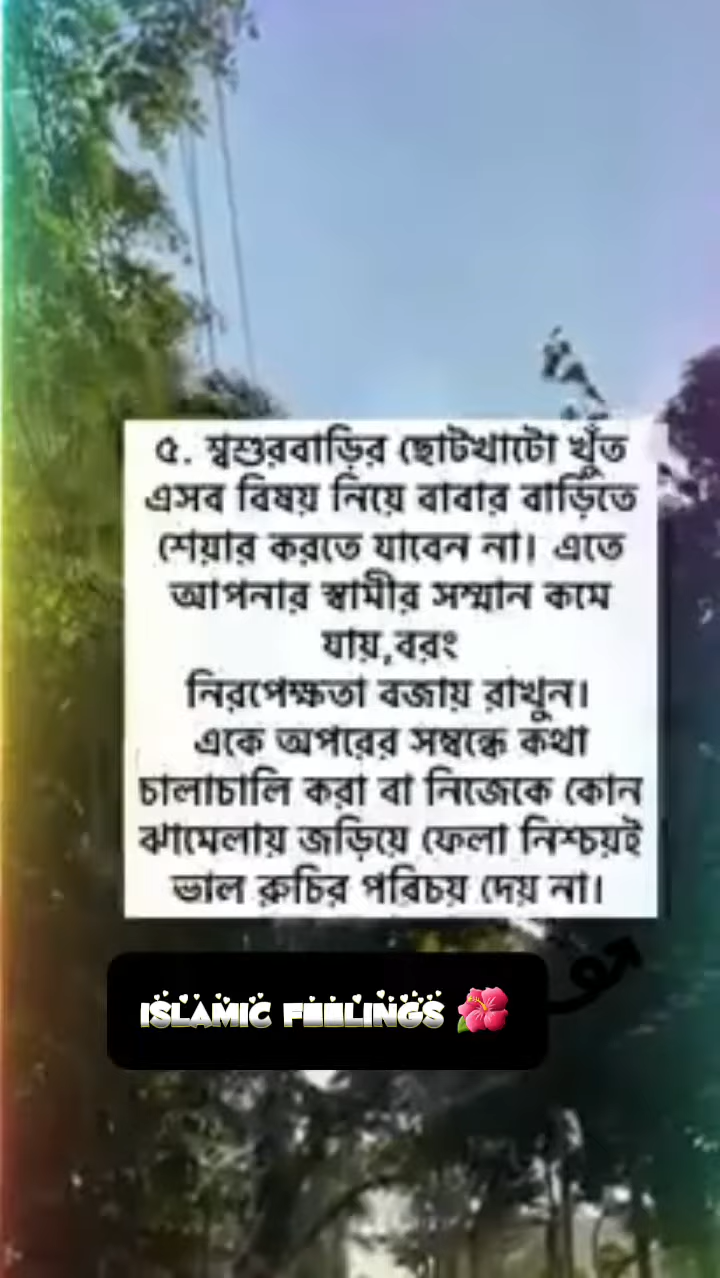 ৫. শ্বশুরবাড়ির ছোটখাটো খুঁত
এসব বিষয় নিয়ে বাবার বাড়িতে
শেয়ার করতে যাবেন না। এতে
আপনার স্বামীর সম্মান কমে
যায়,বরং
নিরপেক্ষতা বজায় রাখুন।
একে অপরের সম্বন্ধে কথা
চালাচালি করা বা নিজেকে কোন
ঝামেলায় জড়িয়ে ফেলা নিশ্চয়ই
ভাল রুচির পরিচয় দেয় না।
ISLAMIC FEELINGS 🌺